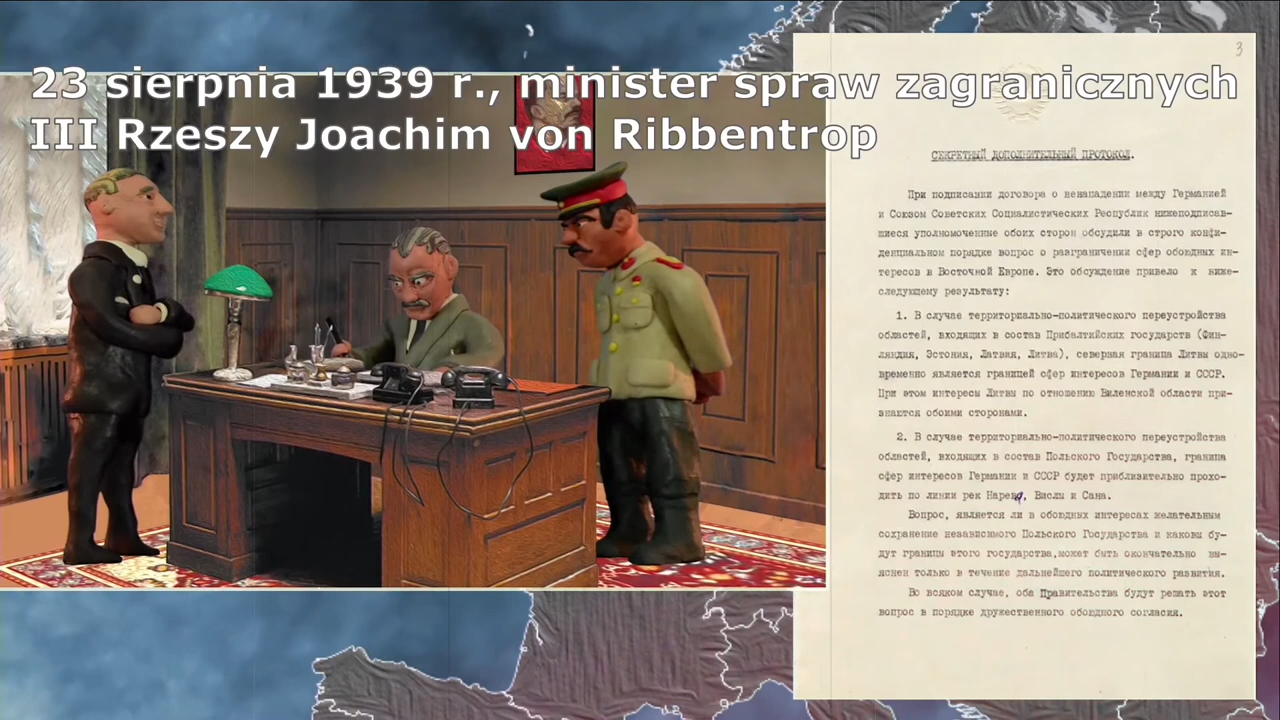 23 sierpnia 1939 r., minister spraw zagranicznych
III Rzeszy Joachim von Ribbentrop
3
СЕКРЕТНЫЙ ДОПОЛНИТЕЛЬНЫЙ ПРОТОКОЛ.
При подписании договора о ненападении между Германией
и Союзом Советских Социалистических Республик нижеподписав-
шиеся уполномоченные обоих сторон обсудили в строго конфи-
денциальном порядке вопрос о разграничении сфер обоюдных ин-
тересов в Восточной Европе. Это обсуждение привело к ниже-
следующему результату:
1. В случае территориально-политического переустройства
областей, входящих в состав Прибалтийских государств (Фин-
ляндия, Эстония, Латвия, Литва), северная граница Литвы одно-
временно является границей сфер интересов Германии и СССР.
При этом интересы Литвы по отношению Виленской области при-
знаются обоими сторонами.
2. В случае территориально-политического переустройства
областей, входящих в состав Польского Государства, граница
сфер интересов Германии и СССР будет приблизительно прохо-
дить по линии рек Нарева, Вислы и Сана.
Вопрос, является ли в обоюдных интересах желательным
сохранение независимого Польского Государства и каковы бу-
дут границы этого государства, может быть окончательно вы-
яснен только в течение дальнейшего политического развития.
Во всяком случае, оба Правительства будут решать этот
вопрос в порядке дружественного обоюдного согласия.